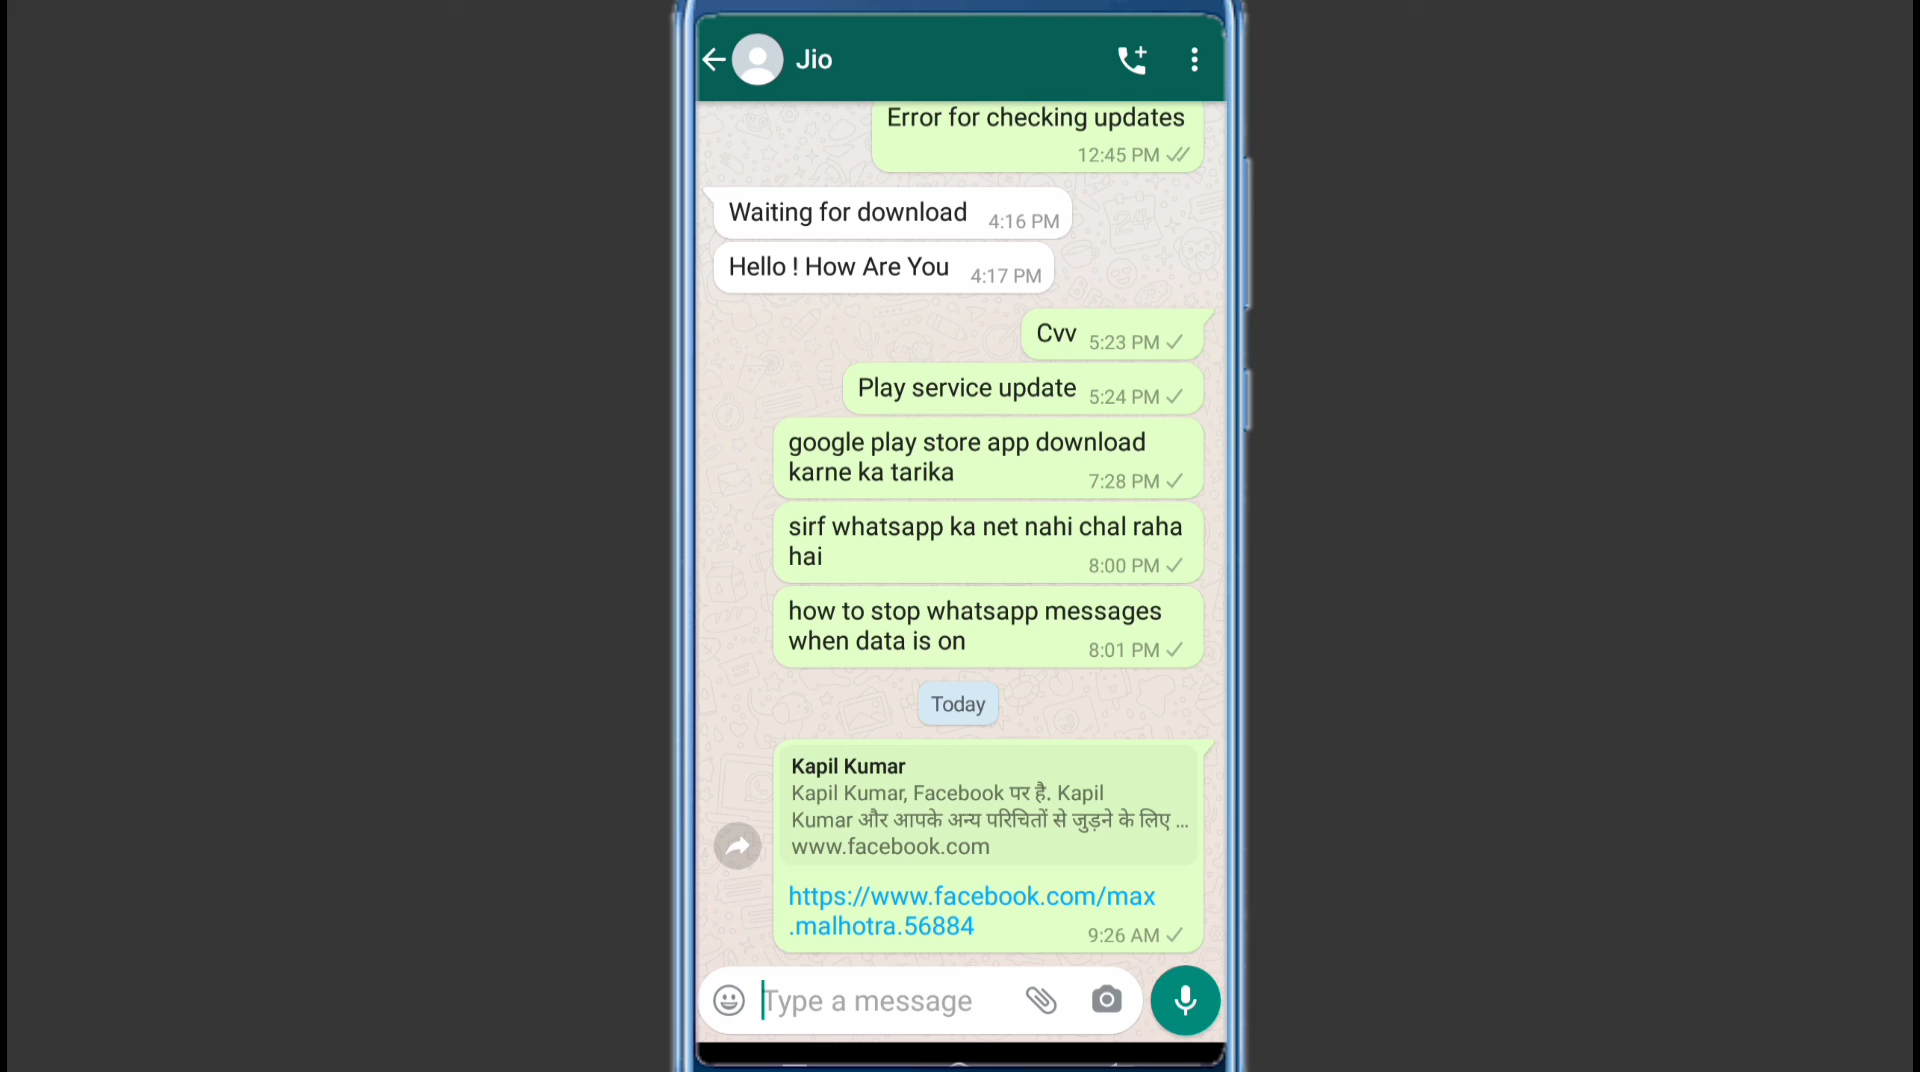 Jio
Error for checking updates
12:45 PM
Waiting for download 4:16 PM
Hello ! How Are You 4:17 PM
Cvv 5:23 PM
Play service update 5:24 PM
google play store app download
karne ka tarika 7:28 PM
sirf whatsapp ka net nahi chal raha
hai 8:00 PM
how to stop whatsapp messages
when data is on 8:01 PM
Today
Kapil Kumar
Kapil Kumar, Facebook पर है. Kapil
Kumar और आपके अन्य परिचितों से जुड़ने के लिए ...
www.facebook.com
https://www.facebook.com/max
.malhotra.56884 9:26 AM
Type a message